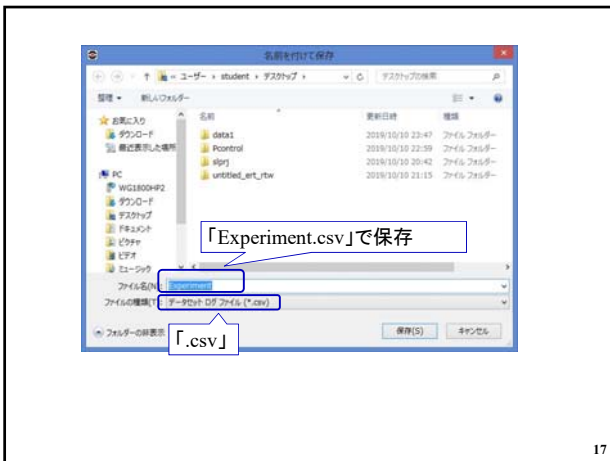 名前を付けて保存
ユーザー ▸ student ▸ デスクトップ ▸
デスクトップの検索
整理 ▾ 新しいフォルダー
お気に入り
ダウンロード
最近表示した場所
PC
WG1800HP2
ダウンロード
デスクトップ
ドキュメント
ピクチャ
ビデオ
ミュージック
名前 更新日時 種類
data1 2019/10/10 23:47 ファイル フォルダー
Pcontrol 2019/10/10 22:59 ファイル フォルダー
slprj 2019/10/10 20:42 ファイル フォルダー
untitled_ert_rtw 2019/10/10 21:15 ファイル フォルダー
「Experiment.csv」で保存
ファイル名(N): Experiment
ファイルの種類(T): データセット ログ ファイル (*.csv)
フォルダーの非表示
保存(S) キャンセル
「.csv」
17